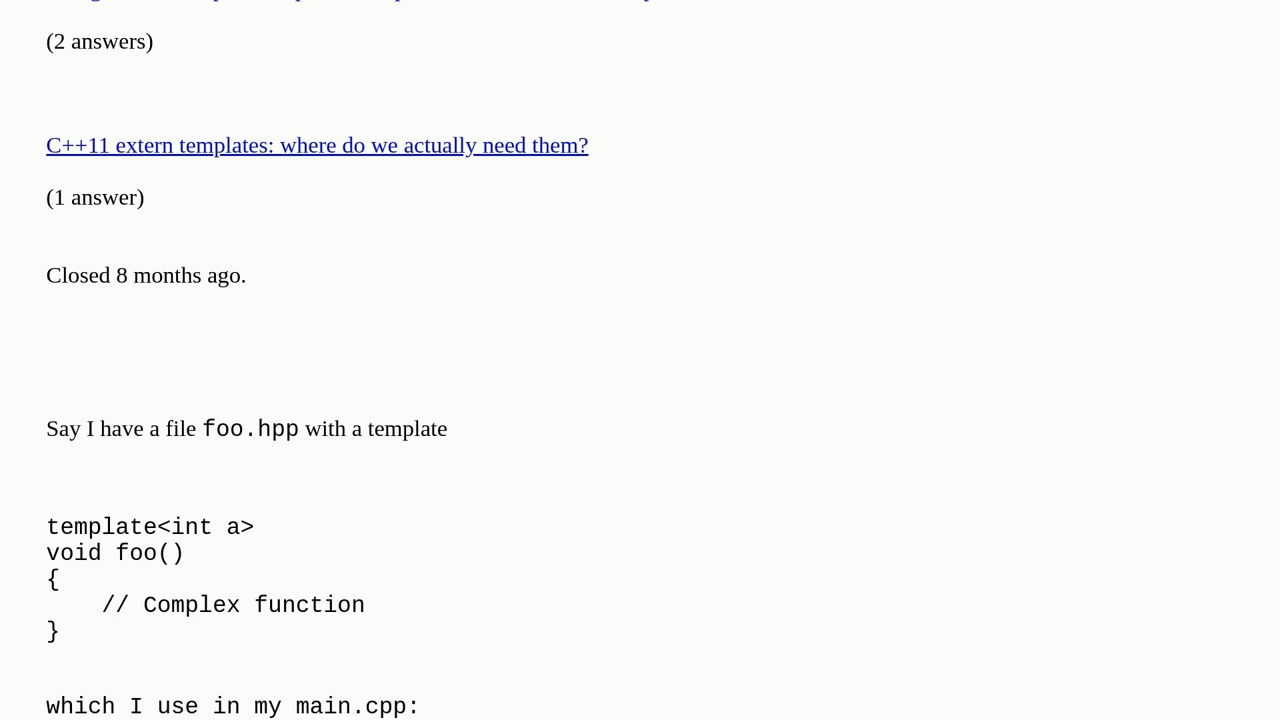 (2 answers)
C++11 extern templates: where do we actually need them?
(1 answer)
Closed 8 months ago.
Say I have a file foo.hpp with a template
template<int a>
void foo()
{
    // Complex function
}
which I use in my main.cpp: